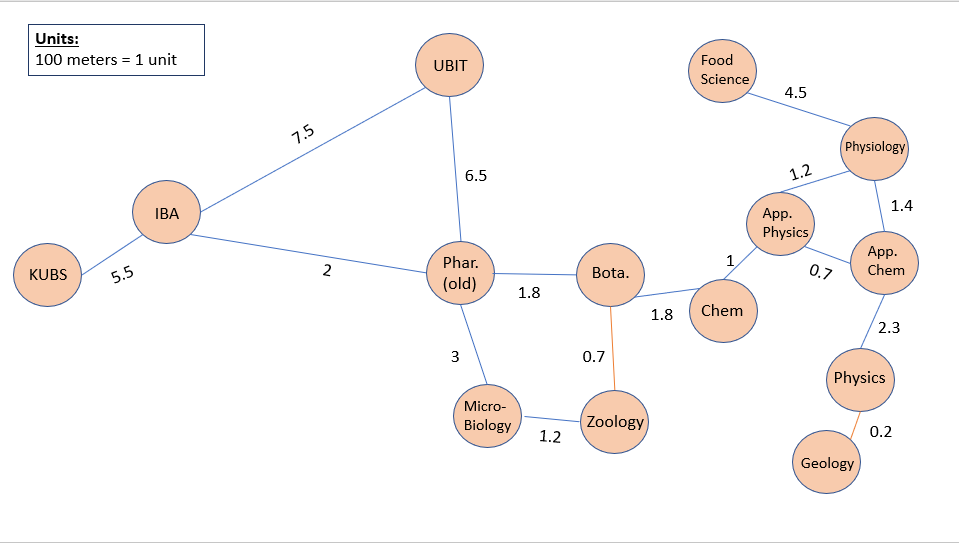 Units:
100 meters = 1 unit
UBIT
Food
Science
4.5
7.5
Physiology
6.5
1.2
1.4
IBA
App.
Physics
App.
Chem
KUBS
5.5
2
Phar.
(old)
1.8
Bota.
1
0.7
1.8
Chem
2.3
3
0.7
Physics
Micro-
Biology
1.2
Zoology
0.2
Geology